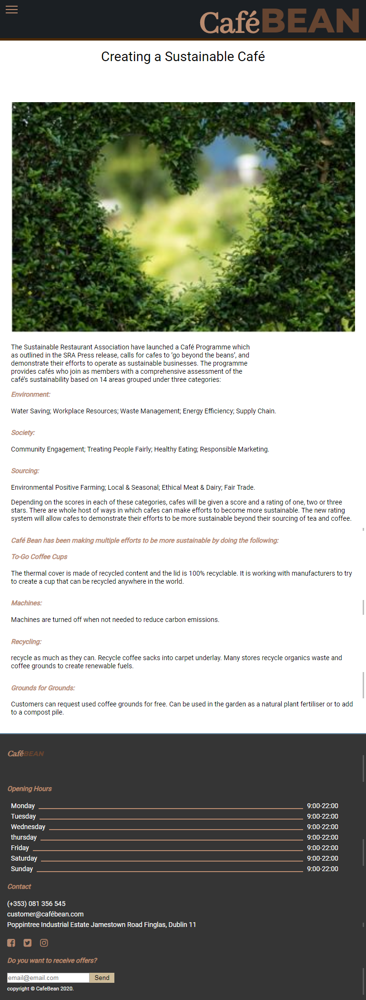 CaféBEAN
Creating a Sustainable Café
The Sustainable Restaurant Association have launched a Café Programme which
as outlined in the SRA Press release, calls for cafes to ’go beyond the beans’, and
demonstrate their efforts to operate as sustainable businesses. The programme
provides cafés who join as members with a comprehensive assessment of the
café’s sustainability based on 14 areas grouped under three categories:
Environment:
Water Saving; Workplace Resources; Waste Management; Energy Efficiency; Supply Chain.
Society:
Community Engagement; Treating People Fairly; Healthy Eating; Responsible Marketing.
Sourcing:
Environmental Positive Farming; Local & Seasonal; Ethical Meat & Dairy; Fair Trade.
Depending on the scores in each of these categories, cafes will be given a score and a rating of one, two or three
stars. There are whole host of ways in which cafes can make efforts to become more sustainable. The new rating
system will allow cafes to demonstrate their efforts to be more sustainable beyond their sourcing of tea and coffee.
Café Bean has been making multiple efforts to be more sustainable by doing the following:
To-Go Coffee Cups
The thermal cover is made of recycled content and the lid is 100% recyclable. It is working with manufacturers to try
to create a cup that can be recycled anywhere in the world.
Machines:
Machines are turned off when not needed to reduce carbon emissions.
Recycling:
recycle as much as they can. Recycle coffee sacks into carpet underlay. Many stores recycle organics waste and
coffee grounds to create renewable fuels.
Grounds for Grounds:
Customers can request used coffee grounds for free. Can be used in the garden as a natural plant fertiliser or to add
to a compost pile.
CaféBEAN
Opening Hours
Monday 9:00-22:00
Tuesday 9:00-22:00
Wednesday 9:00-22:00
thursday 9:00-22:00
Friday 9:00-22:00
Saturday 9:00-22:00
Sunday 9:00-22:00
Contact
(+353) 081 356 545
customer@cafébean.com
Poppintree Industrial Estate Jamestown Road Finglas, Dublin 11
Do you want to receive offers?
email@email.com Send
copyright © CafeBean 2020.